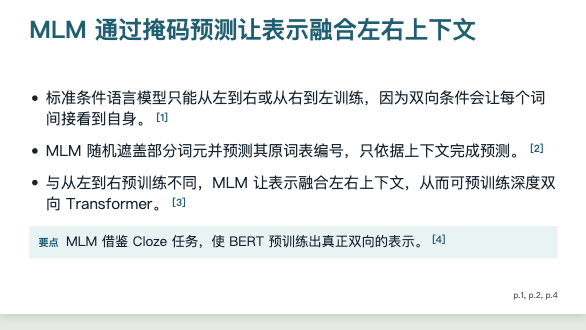 MLM 通过掩码预测让表示融合左右上下文
• 标准条件语言模型只能从左到右或从右到左训练，因为双向条件会让每个词
间接看到自身。 [1]
• MLM 随机遮盖部分词元并预测其原词表编号，只依据上下文完成预测。 [2]
• 与从左到右预训练不同，MLM 让表示融合左右上下文，从而可预训练深度双
向 Transformer。 [3]
要点 MLM 借鉴 Cloze 任务，使 BERT 预训练出真正双向的表示。 [4]
p.1, p.2, p.4